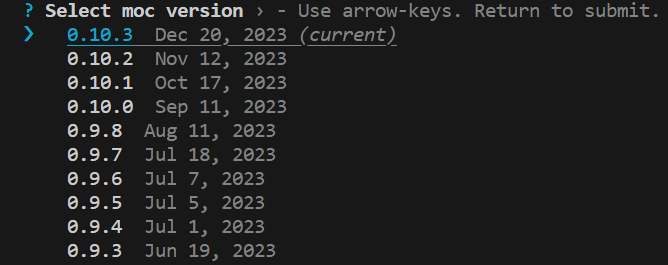 ? Select moc version › - Use arrow-keys. Return to submit.
❯ 0.10.3 Dec 20, 2023 (current)
0.10.2 Nov 12, 2023
0.10.1 Oct 17, 2023
0.10.0 Sep 11, 2023
0.9.8 Aug 11, 2023
0.9.7 Jul 18, 2023
0.9.6 Jul 7, 2023
0.9.5 Jul 5, 2023
0.9.4 Jul 1, 2023
0.9.3 Jun 19, 2023